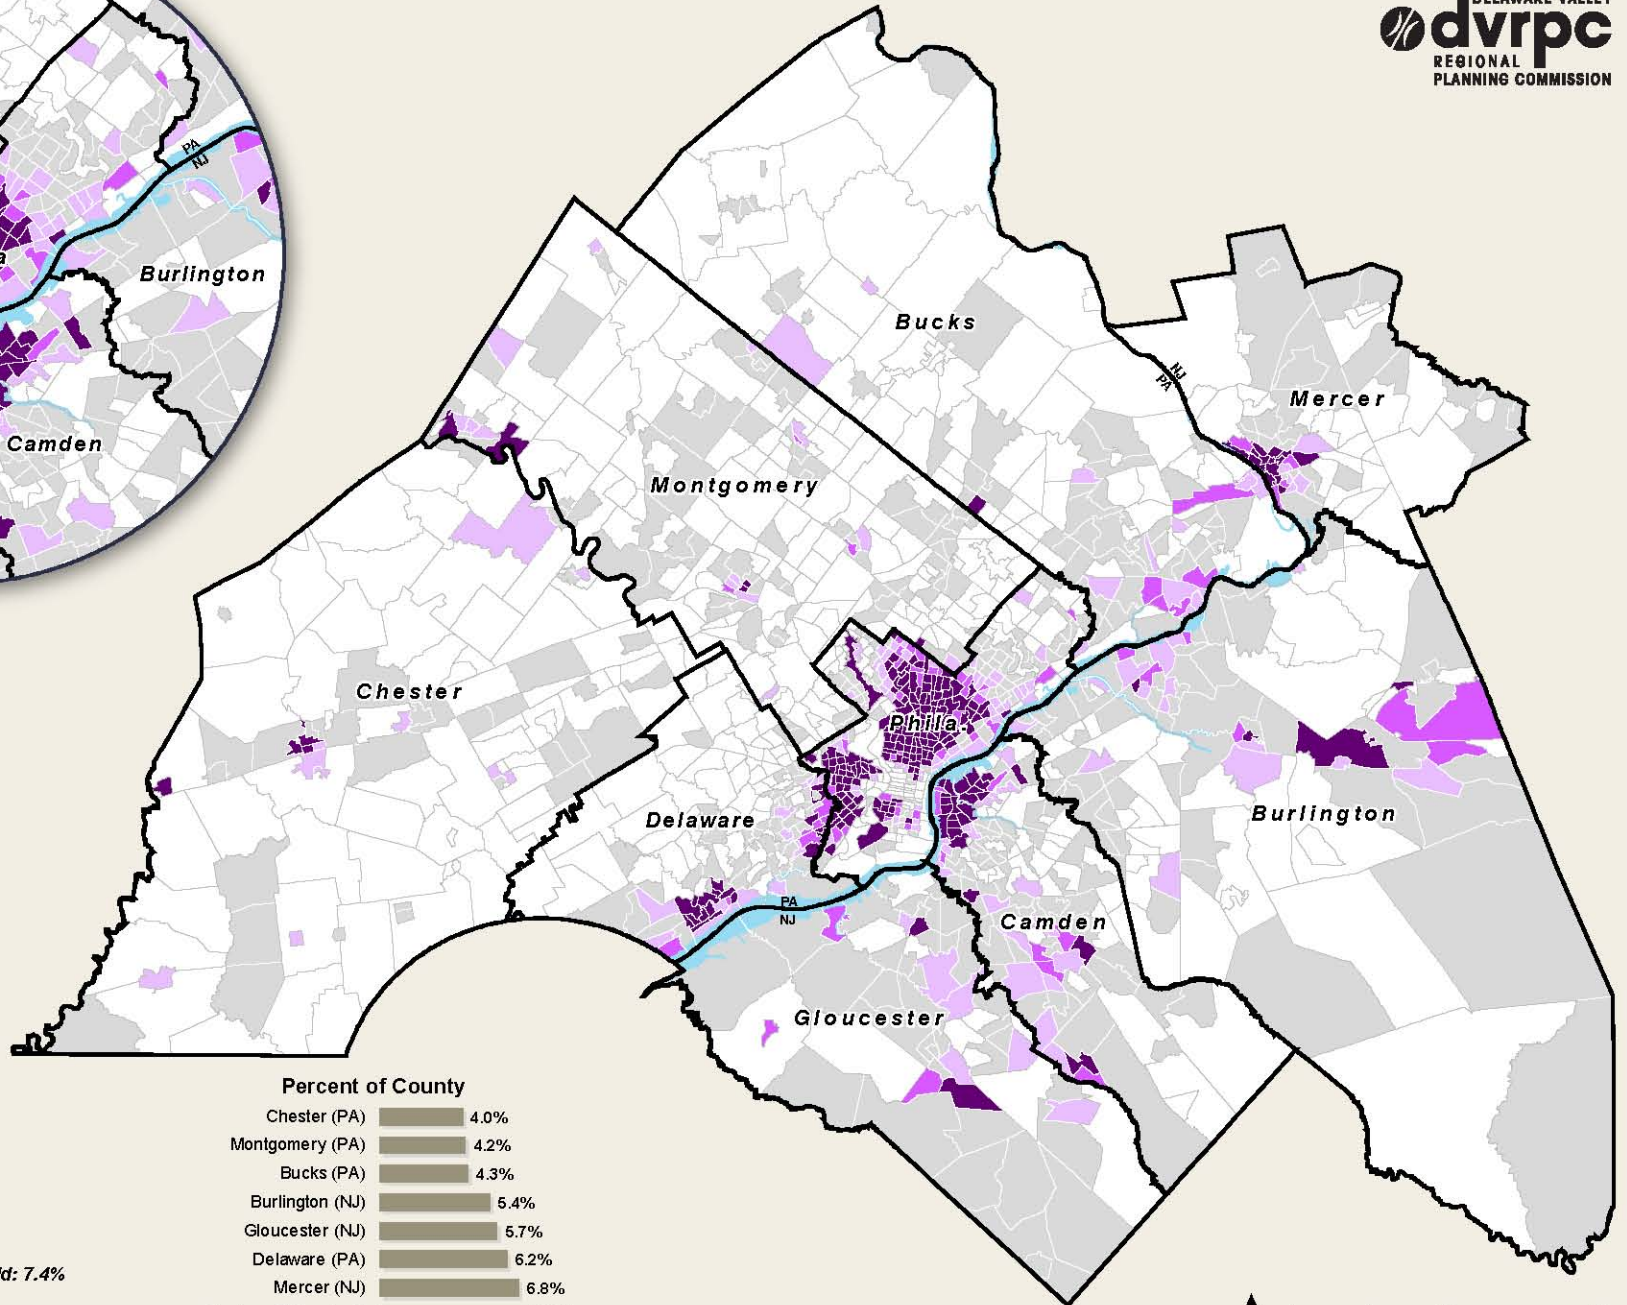 DELAWARE VALLEY
dvrpc
REGIONAL
PLANNING COMMISSION
PA
NJ
Burlington
Camden
Bucks
NJ
PA
Mercer
Montgomery
Chester
Phila.
Delaware
Burlington
PA
NJ
Camden
Gloucester
Percent of County
Chester (PA) 4.0%
Montgomery (PA) 4.2%
Bucks (PA) 4.3%
Burlington (NJ) 5.4%
Gloucester (NJ) 5.7%
Delaware (PA) 6.2%
Mercer (NJ) 6.8%
7.4%